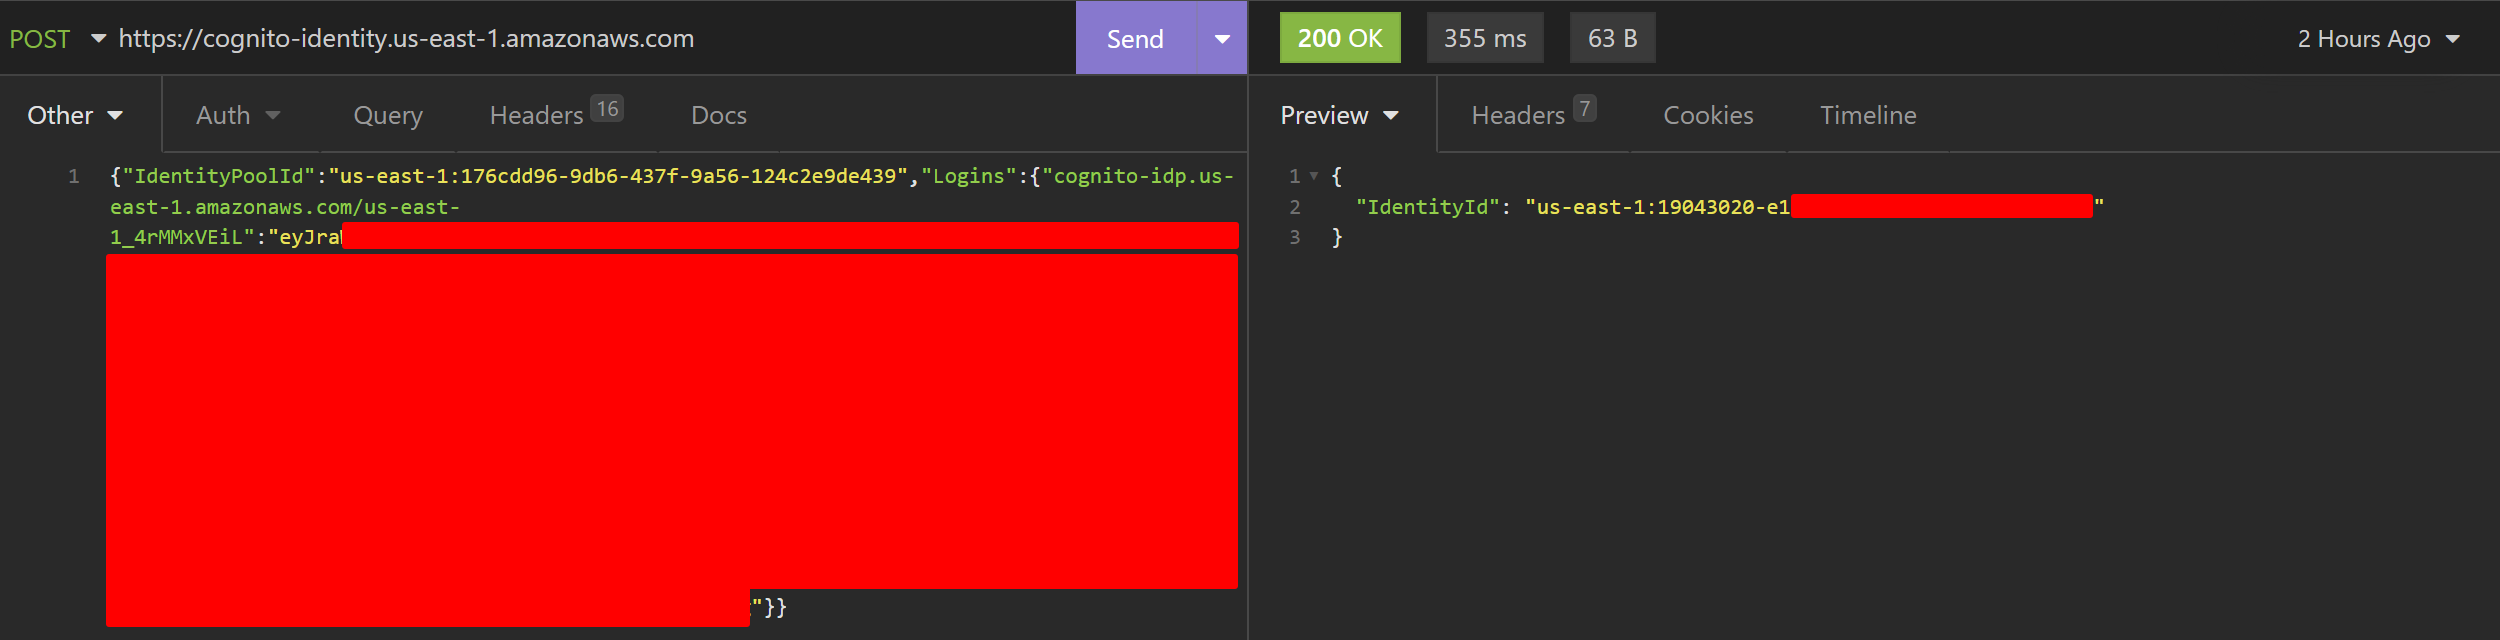 POST https://cognito-identity.us-east-1.amazonaws.com Send
200 OK 355 ms 63 B 2 Hours Ago
Other Auth Query Headers 16 Docs
Preview Headers 7 Cookies Timeline
1 {"IdentityPoolId":"us-east-1:176cdd96-9db6-437f-9a56-124c2e9de439","Logins":{"cognito-idp.us-
east-1.amazonaws.com/us-east-
1_4rMMxVEiL":"eyJra
"}}
1 {
2 "IdentityId": "us-east-1:19043020-e1 "
3 }